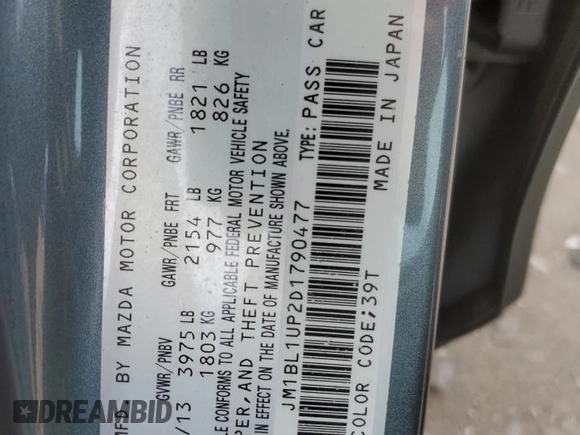 MFD. BY MAZDA MOTOR CORPORATION
GVWR/PNBV GAWR/PNBE FRT GAWR/PNBE RR
/13 3975 LB 2154 LB 1821 LB
1803 KG 977 KG 826 KG
CONFORMS TO ALL APPLICABLE FEDERAL MOTOR VEHICLE SAFETY
PER, AND THEFT PREVENTION
IN EFFECT ON THE DATE OF MANUFACTURE SHOWN ABOVE.
JM1BL1UP2D1790477 TYPE: PASS CAR
COLOR CODE;39T MADE IN JAPAN
DREAMBID